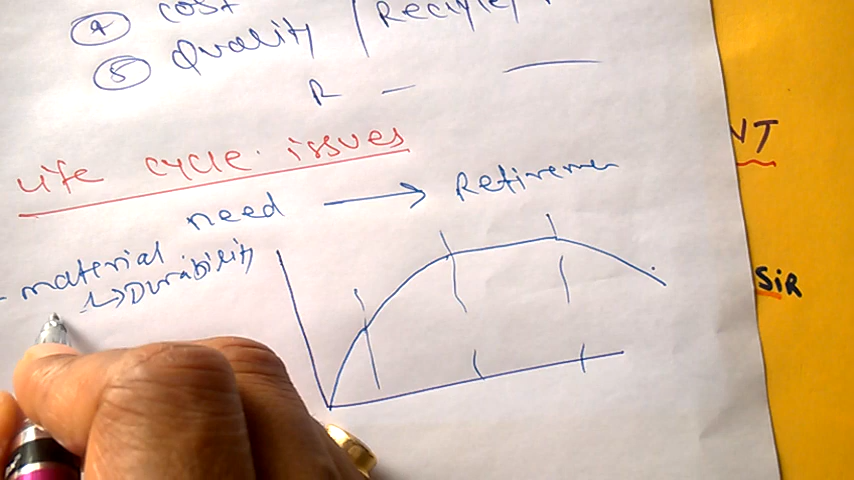 ④ cost
⑤ Quality / Recycle,
R —
Life cycle issues
need → Retiremen
- material
↳ Durability
NT
SIR